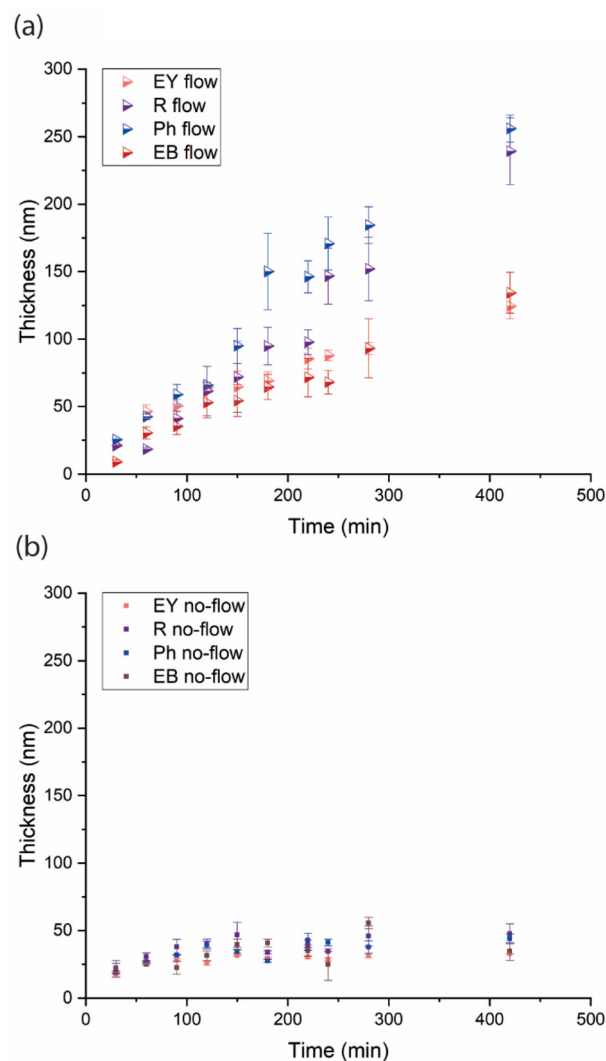 (a)
EY flow
R flow
Ph flow
EB flow
300
250
200
150
100
50
0
Thickness (nm)
0 100 200 300 400 500
Time (min)
(b)
EY no-flow
R no-flow
Ph no-flow
EB no-flow
300
250
200
150
100
50
0
Thickness (nm)
0 100 200 300 400 500
Time (min)